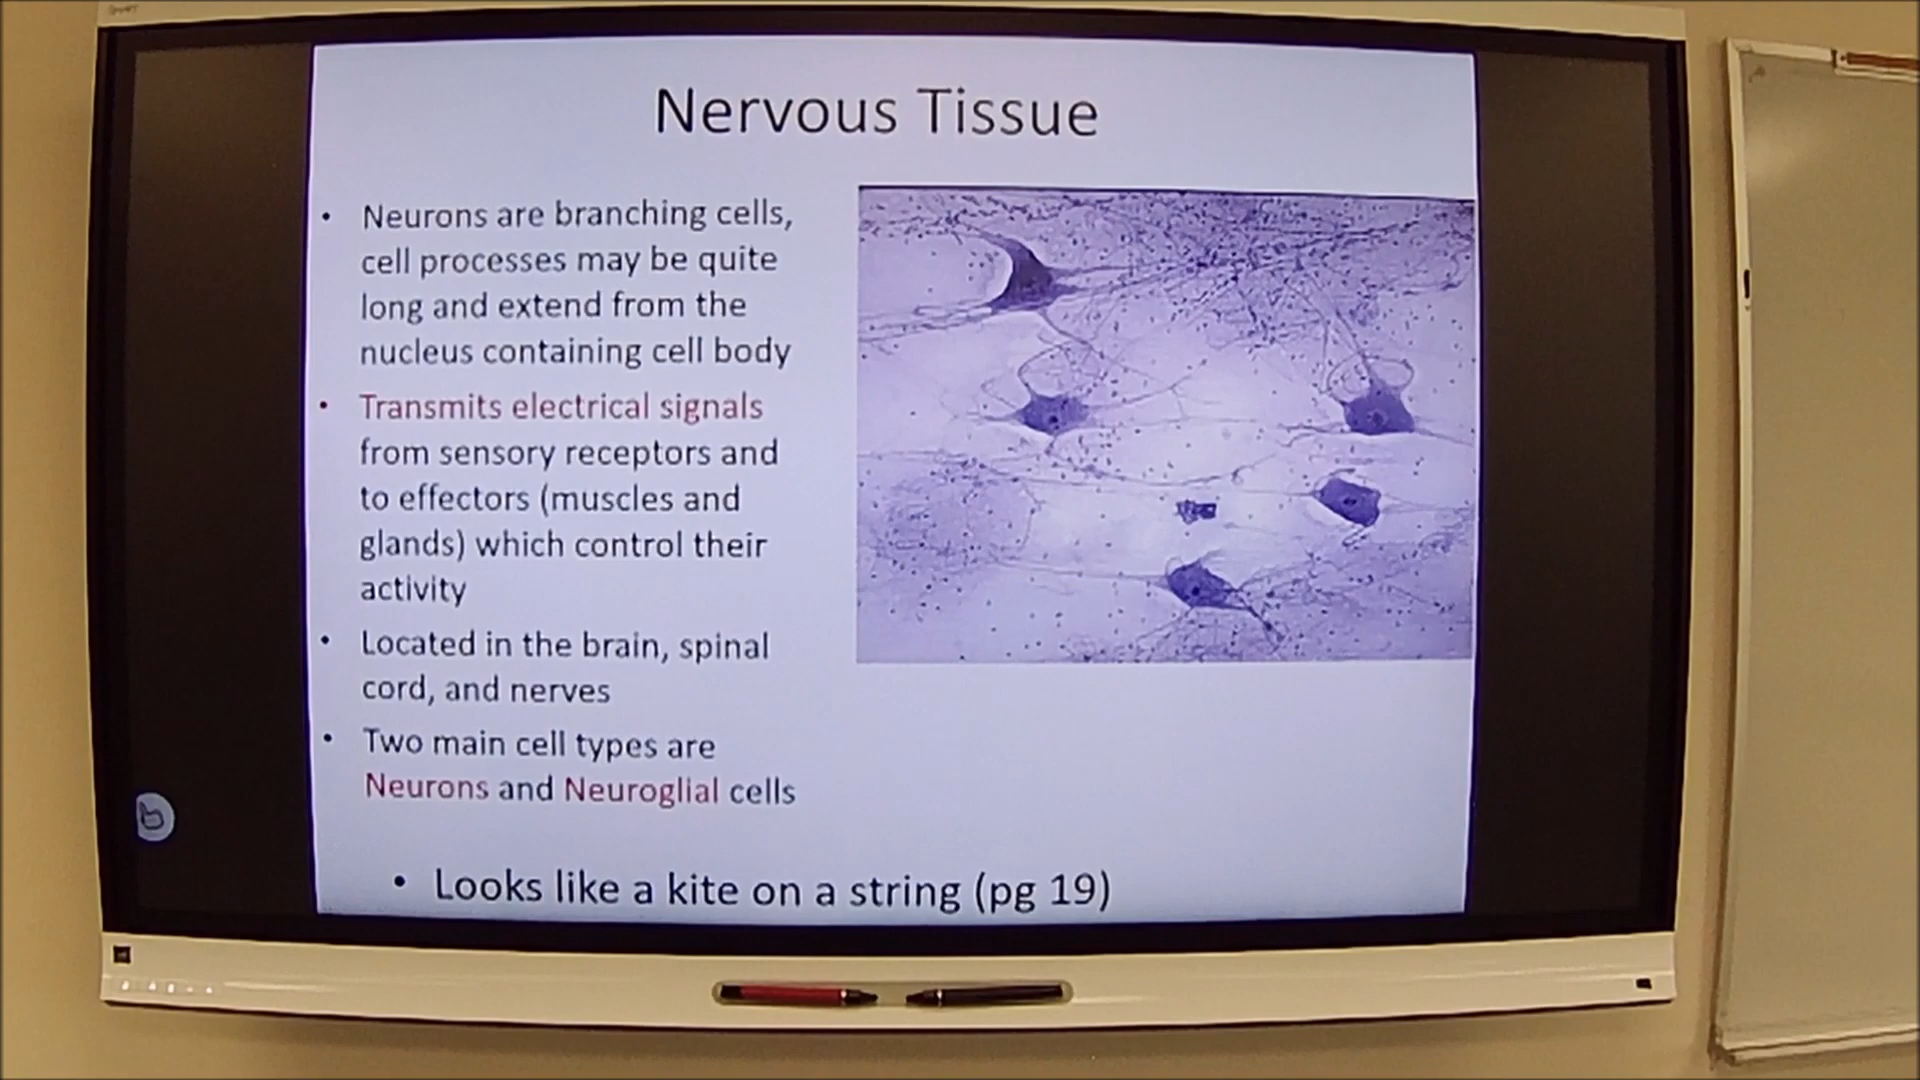 Nervous Tissue
• Neurons are branching cells,
cell processes may be quite
long and extend from the
nucleus containing cell body
• Transmits electrical signals
from sensory receptors and
to effectors (muscles and
glands) which control their
activity
• Located in the brain, spinal
cord, and nerves
• Two main cell types are
Neurons and Neuroglial cells
• Looks like a kite on a string (pg 19)